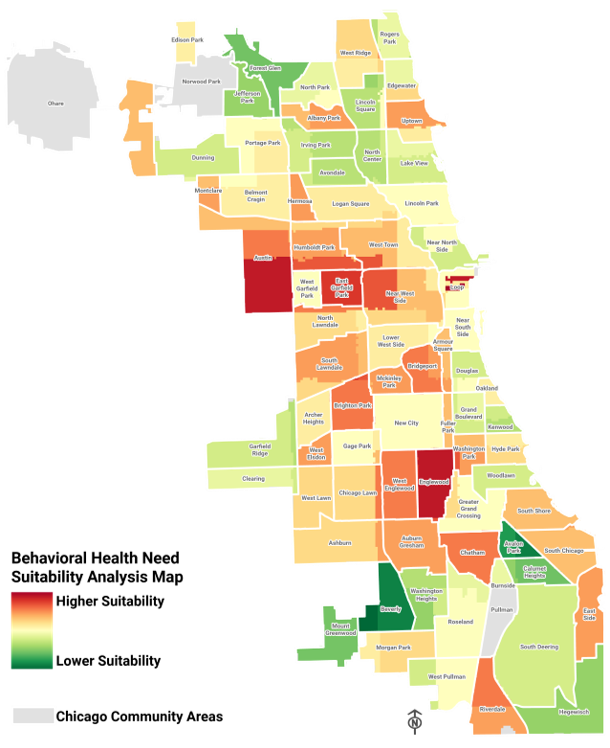 Edison Park
Rogers
Park
West Ridge
Forest Glen
Norwood Park
Ohare
Jefferson
Park
North Park
Edgewater
Lincoln
Square
Albany Park
Uptown
Portage Park
Irving Park
North
Center
Dunning
Lake View
Avondale
Montclare
Belmont
Cragin
Hermosa
Logan Square
Lincoln Park
Humboldt Park
West Town
Near North
Side
Austin
West
Garfield
Park
East
Garfield
Park
Near West
Side
Loop
North
Lawndale
Near
South
Side
Lower
West Side
Armour
Square
South
Lawndale
Bridgeport
Mckinley
Park
Douglas
Oakland
Brighton Park
Archer
Heights
New City
Fuller
Park
Grand
Boulevard
Kenwood
Garfield
Ridge
West
Elsdon
Gage Park
Washington
Park
Hyde Park
Clearing
West Lawn
Chicago Lawn
West
Englewood
Englewood
Woodlawn
Greater
Grand
Crossing
South Shore
Ashburn
Auburn
Gresham
Chatham
Avalon
Park
South Chicago
Behavioral Health Need
Suitability Analysis Map
Higher Suitability
Lower Suitability
Chicago Community Areas
Calumet
Heights
Burnside
Washington
Heights
Beverly
Pullman
East
Side
Mount
Greenwood
Roseland
Morgan Park
South Deering
West Pullman
Riverdale
Hegewisch
N